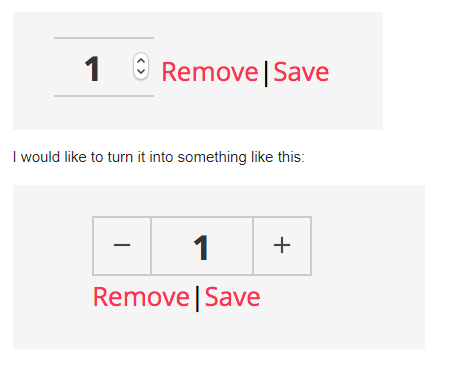 1 Remove|Save
I would like to turn it into something like this:
− 1 +
Remove|Save